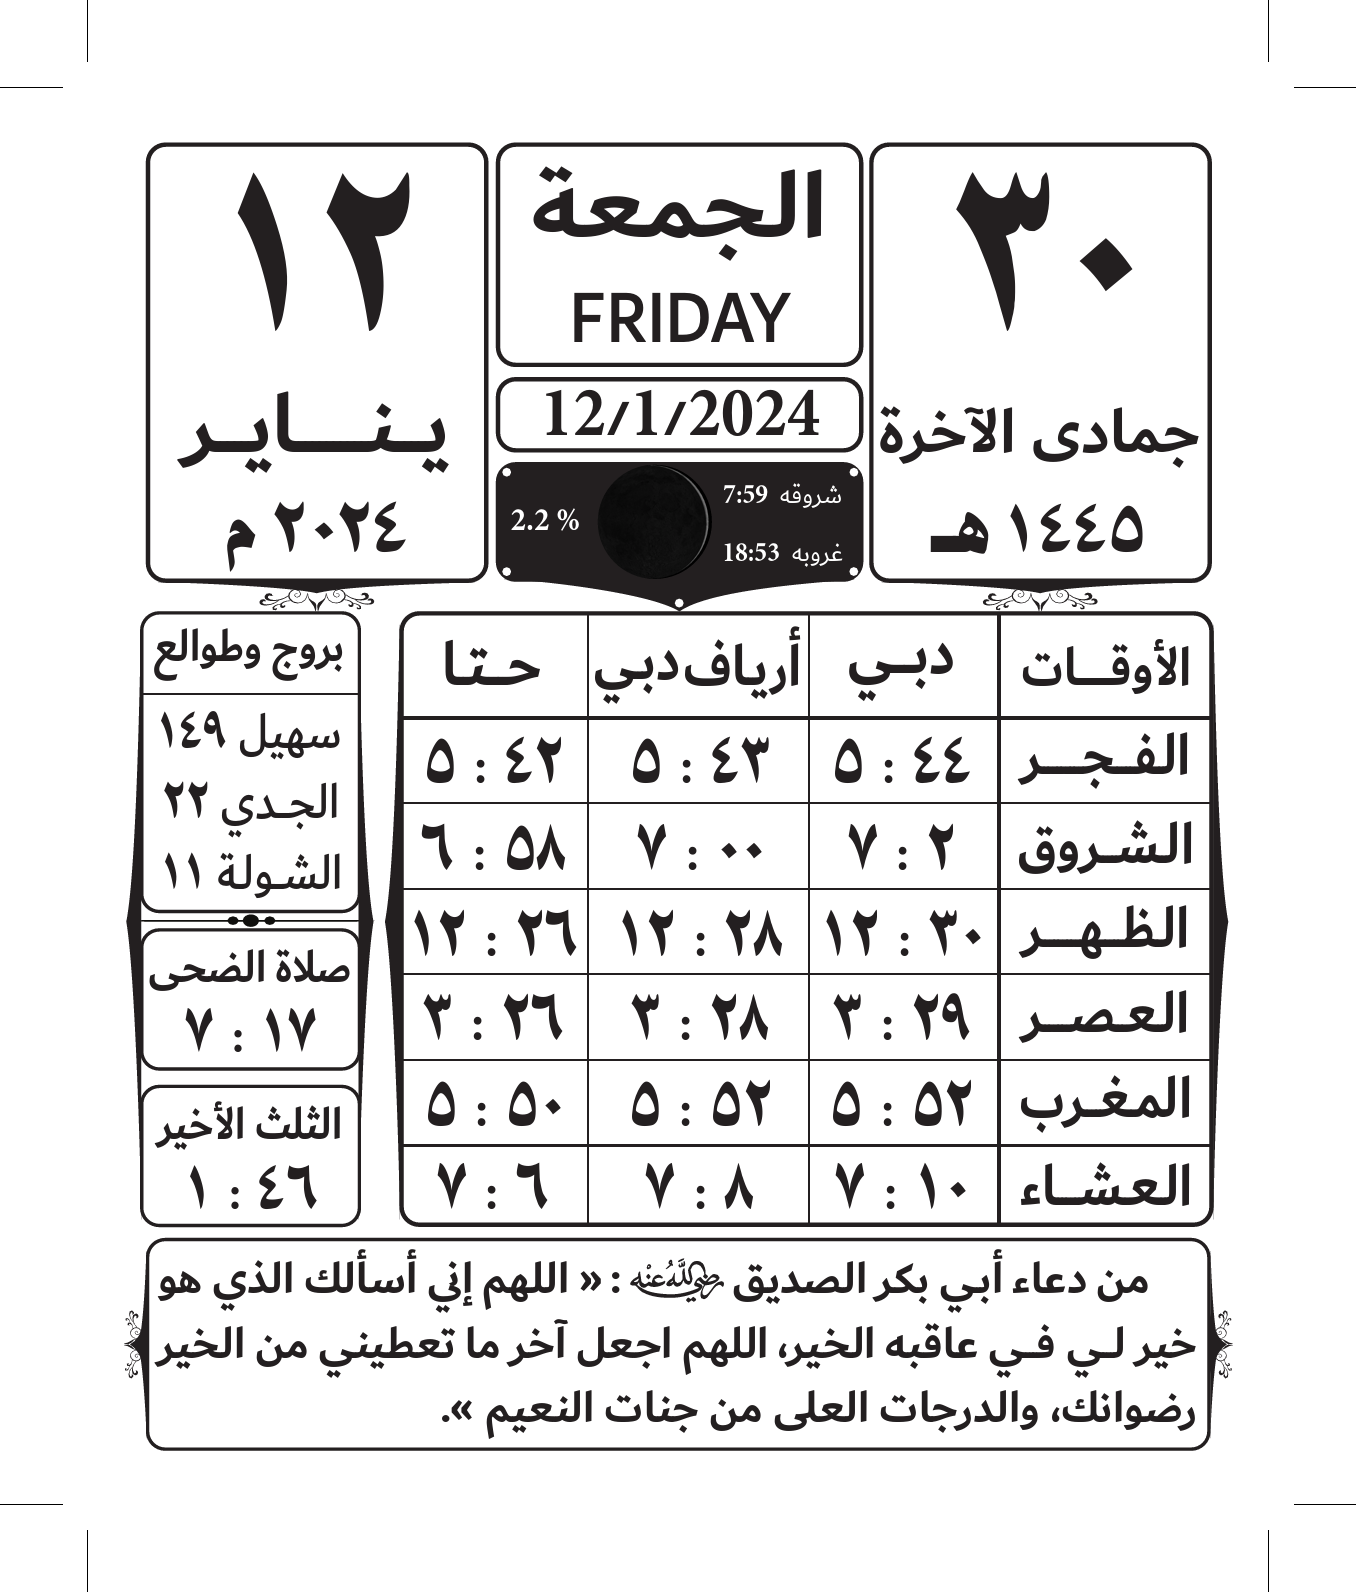 ٣٠
جمادى الآخرة
١٤٤٥ هـ
الجمعة
FRIDAY
12/1/2024
شروقه 7:59
غروبه 18:53
2.2 %
١٢
ينـــاير
٢٠٢٤ م
الأوقـــات دبـي أرياف دبي حـتـا
الفـجـــر ٤٤ : ٥ ٤٣ : ٥ ٤٢ : ٥
الشـروق ٢ : ٧ ٠٠ : ٧ ٥٨ : ٦
الظـهـــر ٣٠ : ١٢ ٢٨ : ١٢ ٢٦ : ١٢
العـصـــر ٢٩ : ٣ ٢٨ : ٣ ٢٦ : ٣
المغـرب ٥٢ : ٥ ٥٢ : ٥ ٥٠ : ٥
العشـــاء ١٠ : ٧ ٨ : ٧ ٦ : ٧
بروج وطوالع
سهيل ١٤٩
الجـدي ٢٢
الشـولة ١١
صلاة الضحى
١٧ : ٧
الثلث الأخير
٤٦ : ١
من دعاء أبي بكر الصديق رضي الله عنه : « اللهم إني أسألك الذي هو
خير لـي فـي عاقبه الخير، اللهم اجعل آخر ما تعطيني من الخير
رضوانك، والدرجات العلى من جنات النعيم ».